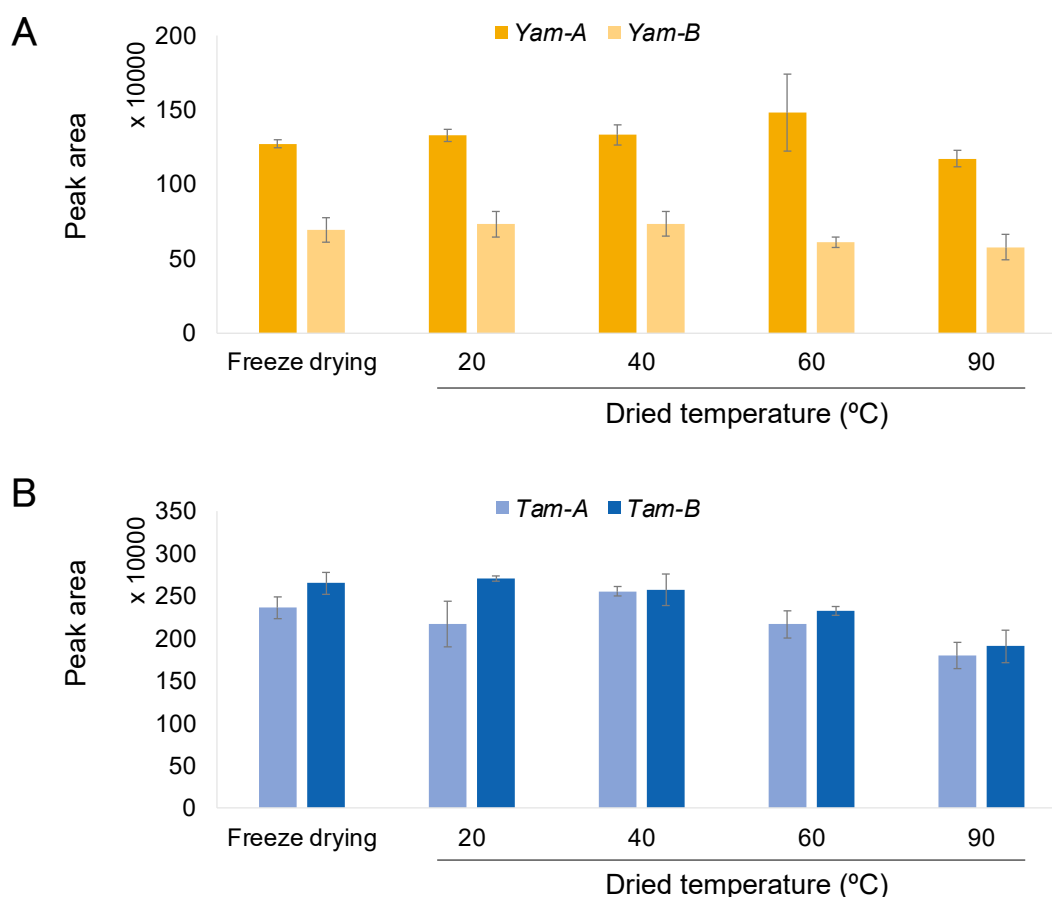 A
Yam-A Yam-B
Peak area
x 10000
200
150
100
50
0
Freeze drying 20 40 60 90
Dried temperature (ºC)
B
Tam-A Tam-B
Peak area
x 10000
350
300
250
200
150
100
50
0
Freeze drying 20 40 60 90
Dried temperature (ºC)